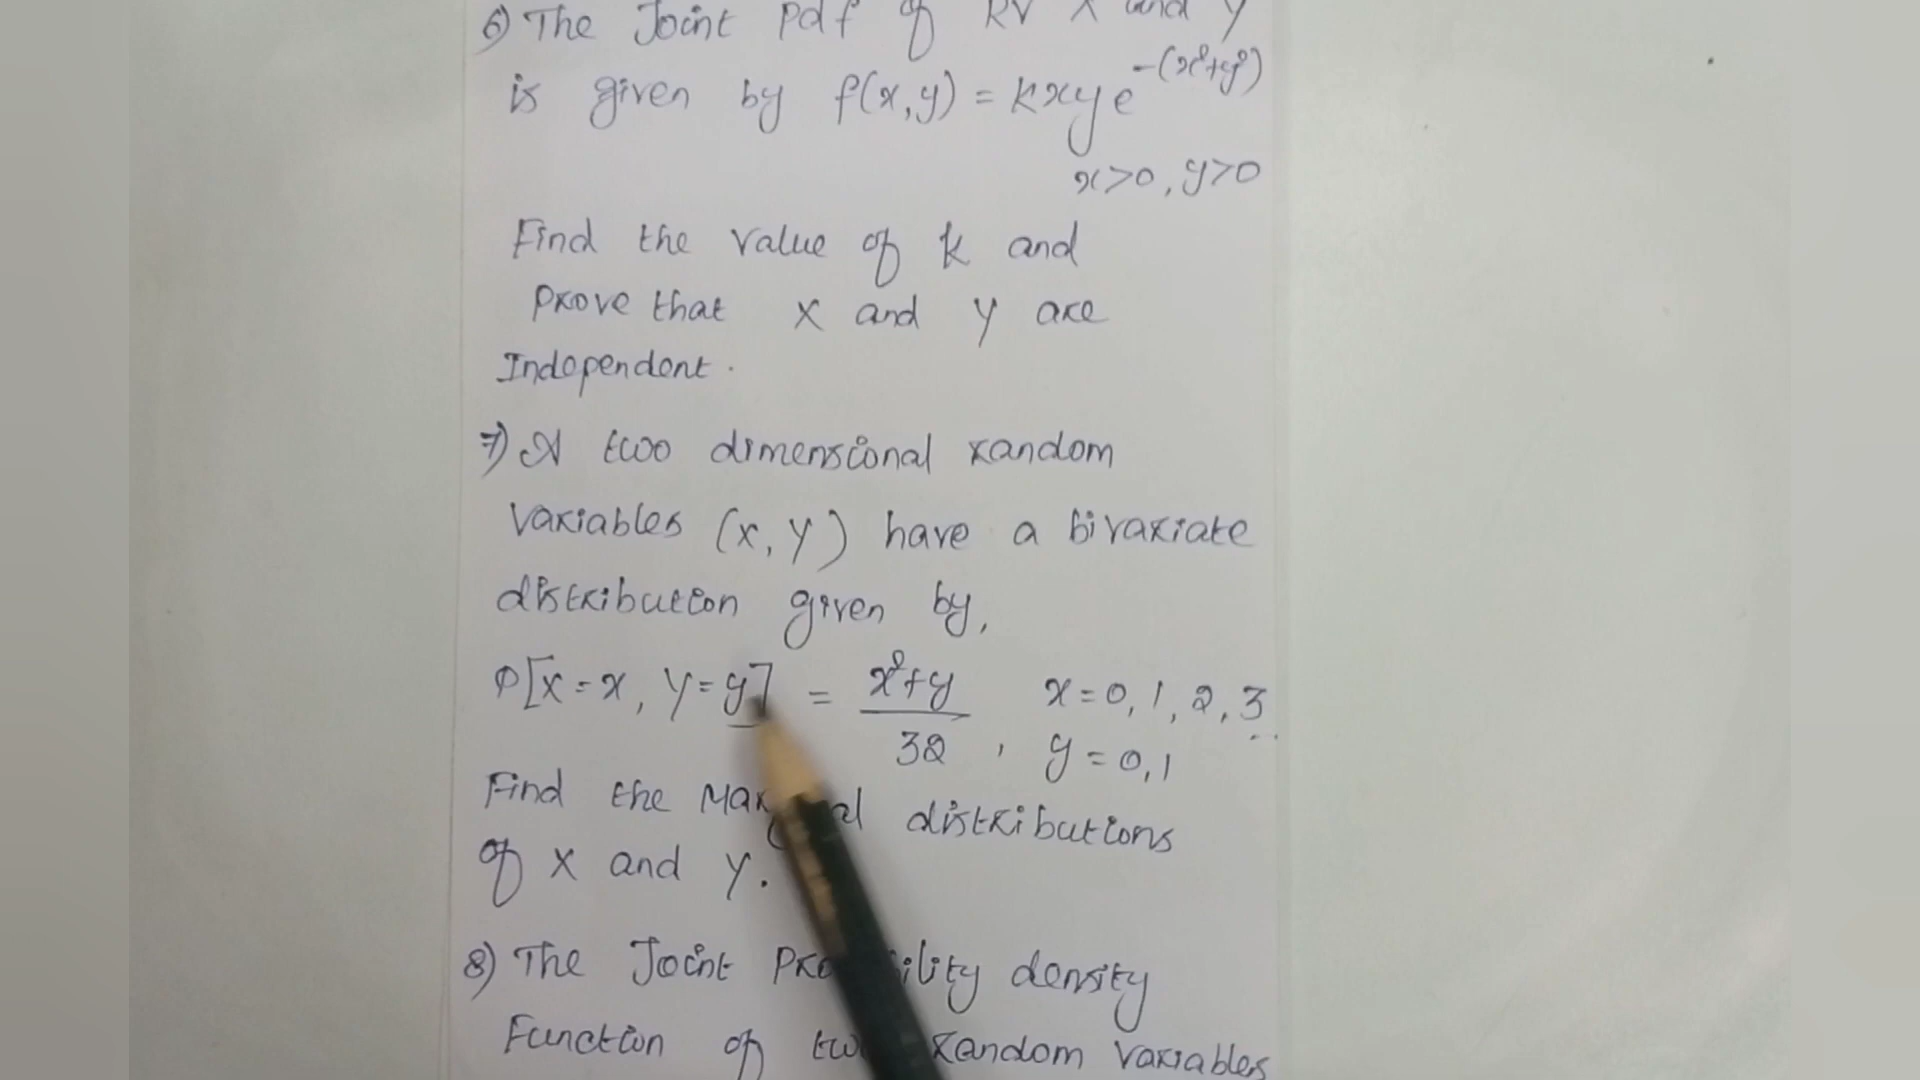 6) The Joint Pdf of RV X and Y
is given by f(x,y) = kxye^-(x²+y²)
x>0, y>0
Find the value of k and
Prove that X and Y are
Independent.
7) A two dimensional random
Variables (X, Y) have a bivariate
distribution given by,
P[X=x, Y=y] = x²+y / 32 , x=0,1,2,3
y=0,1
Find the distributions
of X and Y.
8) The Joint density
Function of random variables